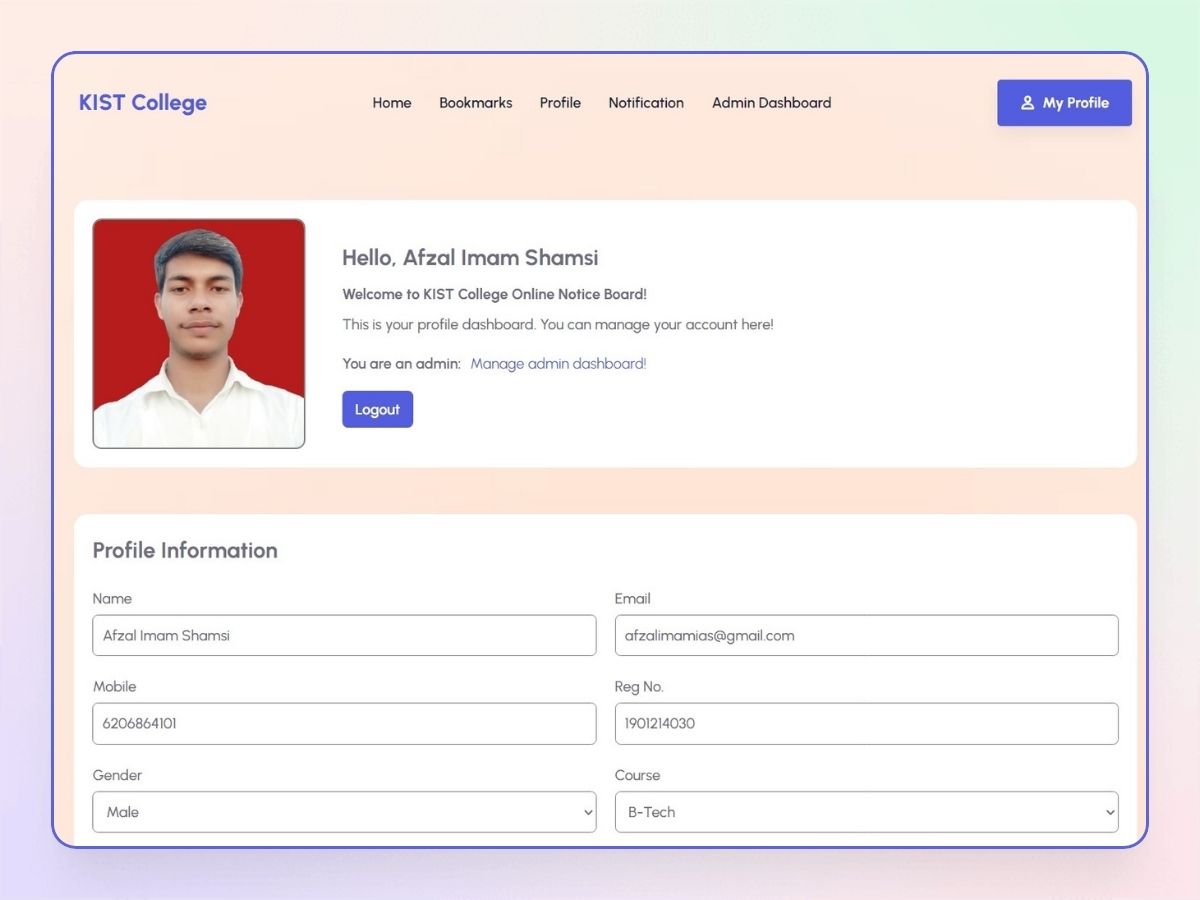 KIST College
Home Bookmarks Profile Notification Admin Dashboard
My Profile
Hello, Afzal Imam Shamsi
Welcome to KIST College Online Notice Board!
This is your profile dashboard. You can manage your account here!
You are an admin: Manage admin dashboard!
Logout
Profile Information
Name
Afzal Imam Shamsi
Email
afzalimamias@gmail.com
Mobile
6206864101
Reg No.
1901214030
Gender
Male
Course
B-Tech